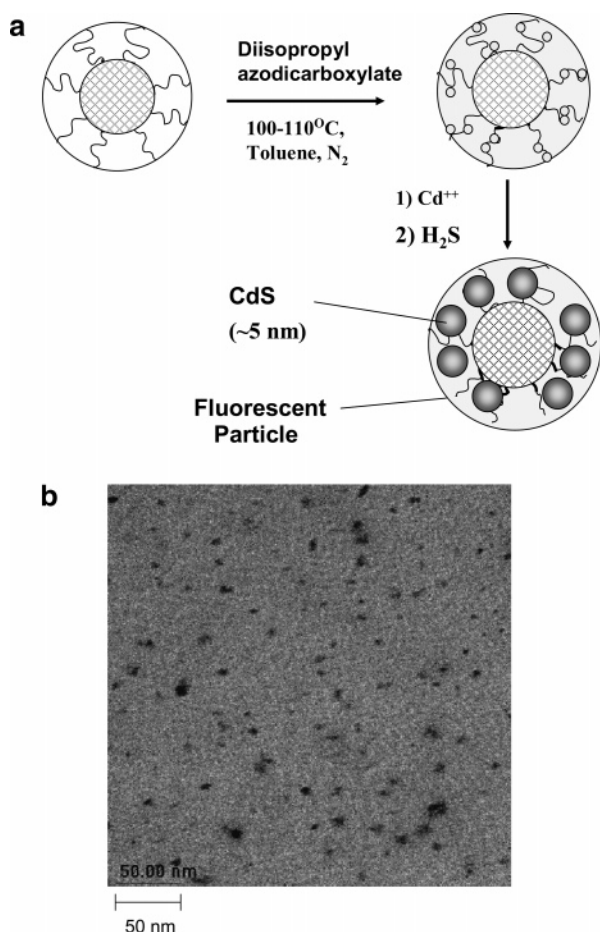 a
Diisopropyl
azodicarboxylate
100-110⁰C,
Toluene, N₂
1) Cd⁺⁺
2) H₂S
CdS
(~5 nm)
Fluorescent
Particle
b
50.00 nm
50 nm